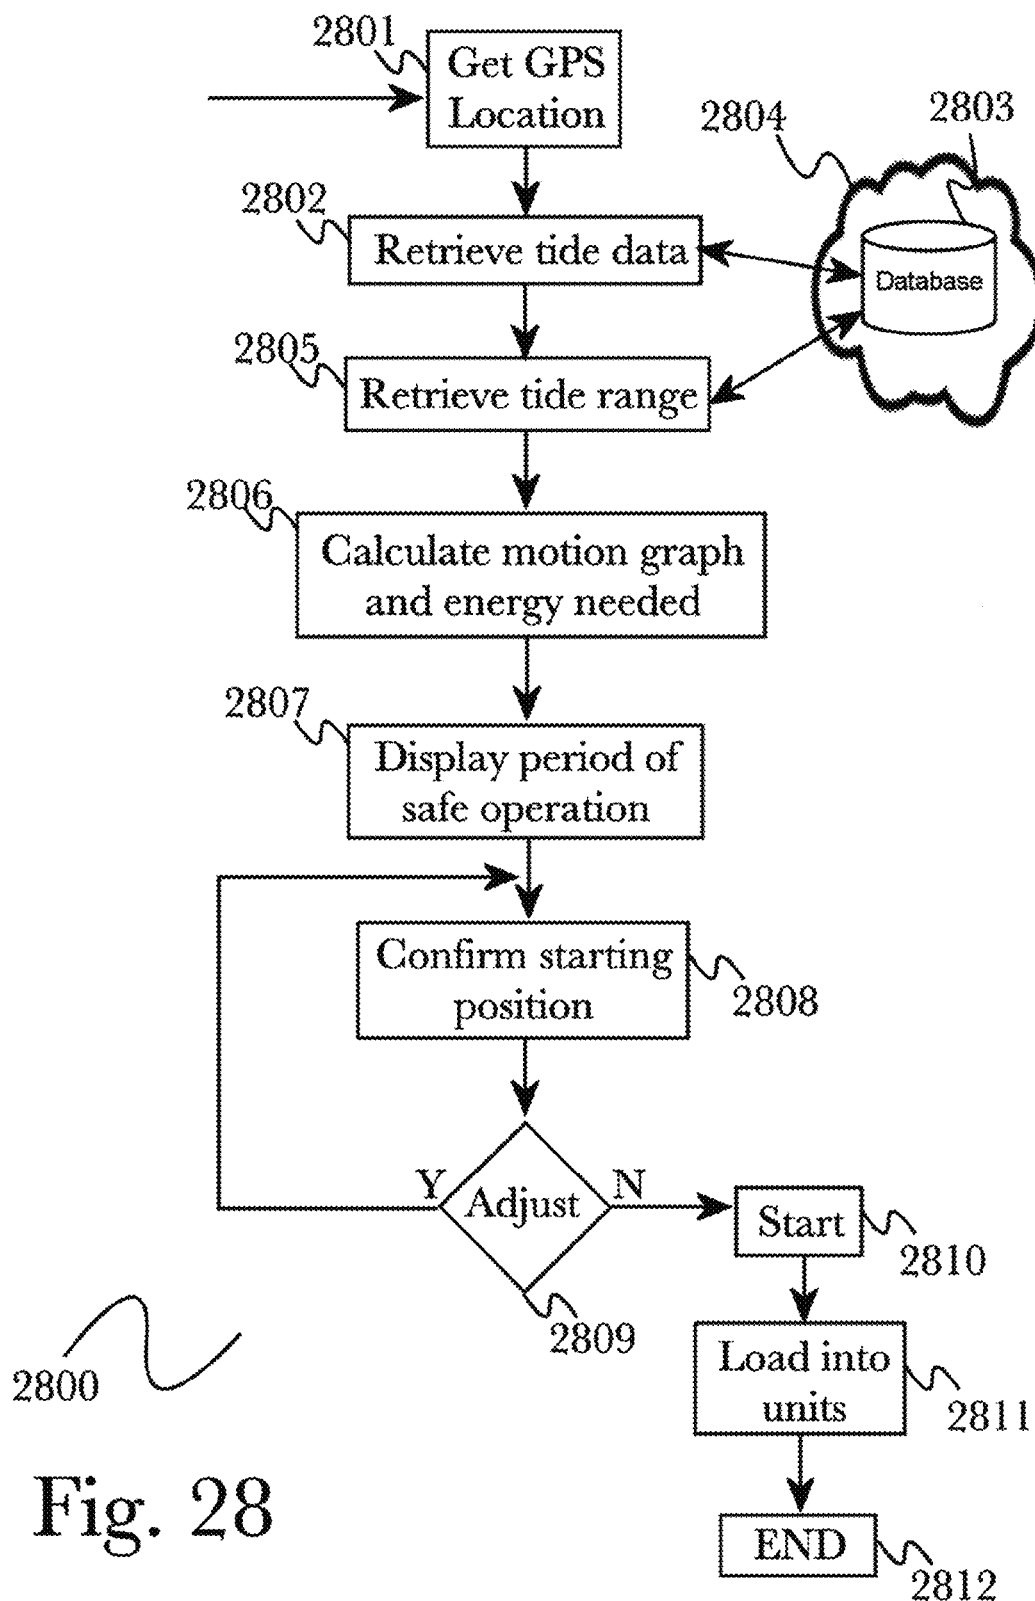 2801
Get GPS
Location
2804
2803
2802
Retrieve tide data
Database
2805
Retrieve tide range
2806
Calculate motion graph
and energy needed
2807
Display period of
safe operation
Confirm starting
position
2808
Y
Adjust
N
Start
2810
2809
2800
Load into
units
2811
Fig. 28
END
2812